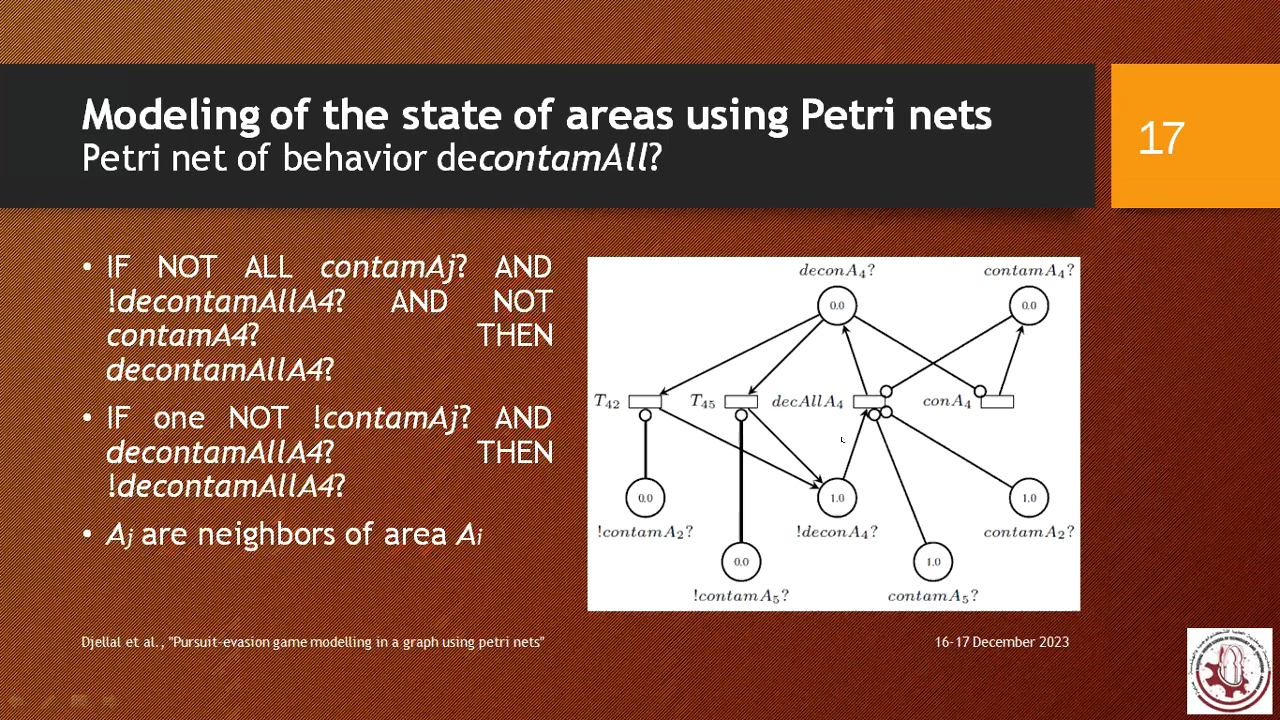 Modeling of the state of areas using Petri nets
Petri net of behavior decontamAll?
17
• IF NOT ALL contamAj? AND
!decontamAllA4? AND NOT
contamA4? THEN
decontamAllA4?
• IF one NOT !contamAj? AND
decontamAllA4? THEN
!decontamAllA4?
• Aj are neighbors of area Ai
deconA4?
contamA4?
0.0
0.0
T42
T45
decAllA4
conA4
0.0
1.0
1.0
!contamA2?
!deconA4?
contamA2?
0.0
1.0
!contamA5?
contamA5?
Djellal et al., "Pursuit-evasion game modelling in a graph using petri nets"
16-17 December 2023